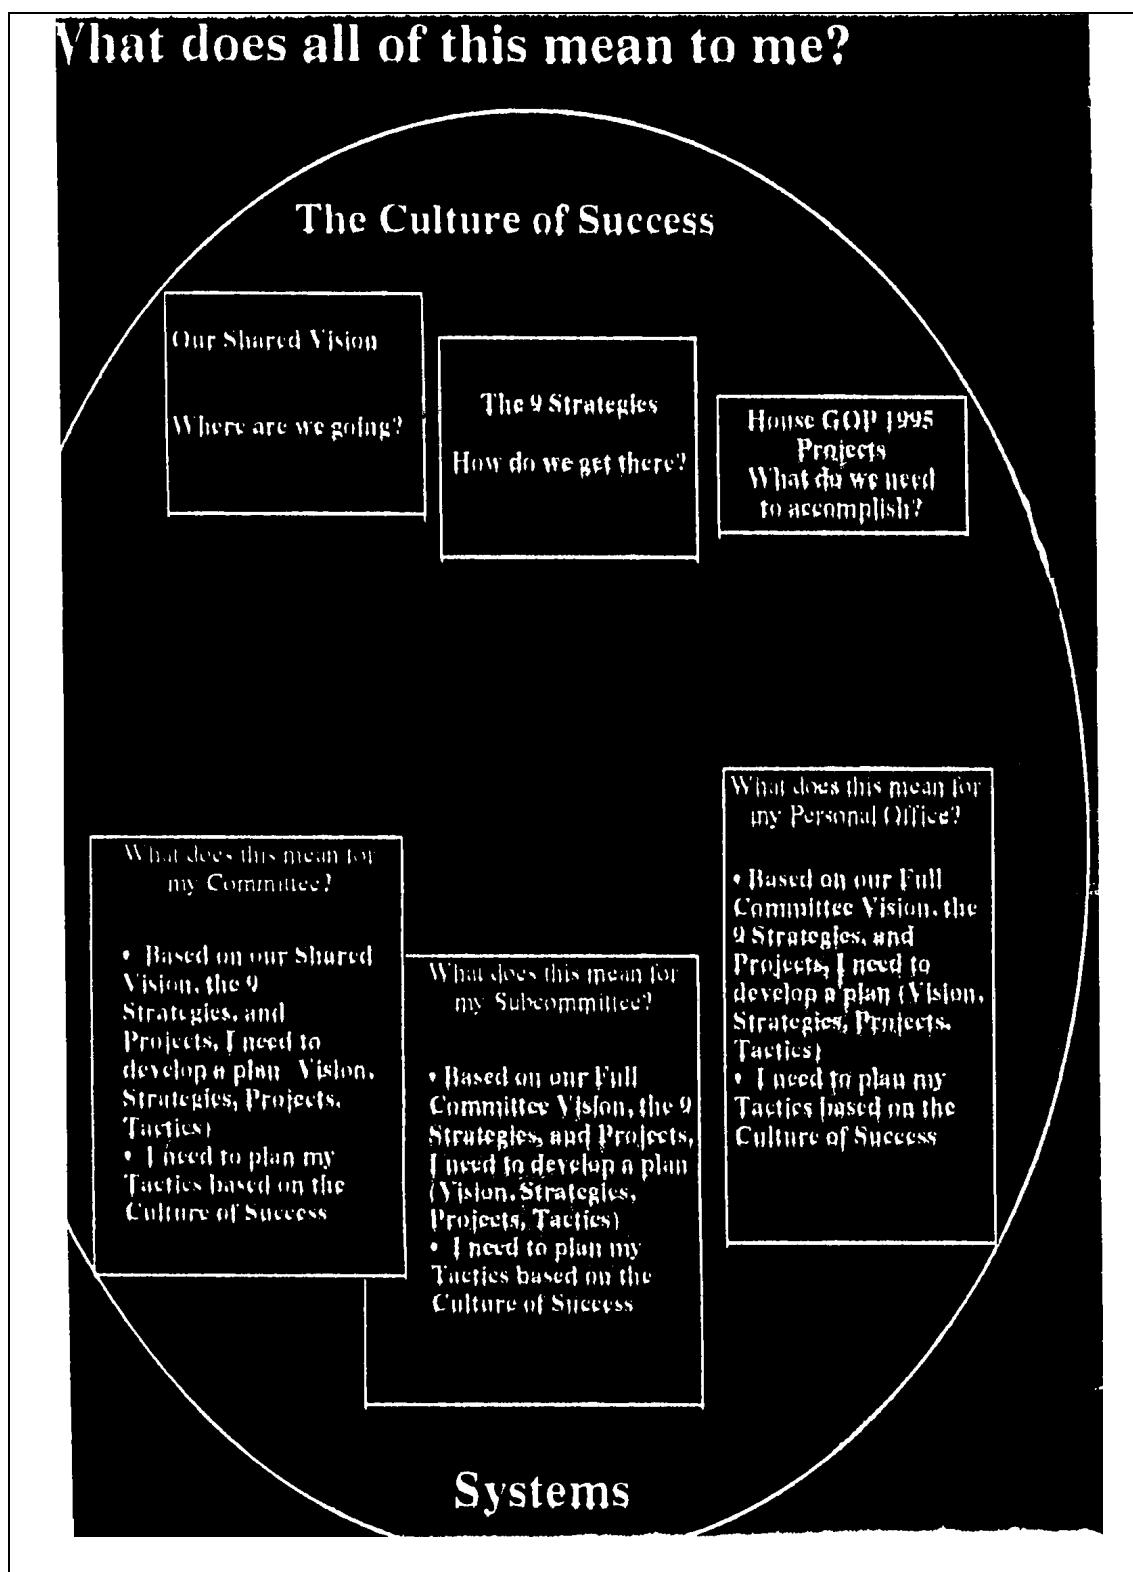 What does all of this mean to me?
The Culture of Success
Our Shared Vision
Where are we going?
The 9 Strategies
How do we get there?
House GOP 1995
Projects
What do we need
to accomplish?
What does this mean for
my Committee?
• Based on our Shared
Vision, the 9
Strategies, and
Projects, I need to
develop a plan Vision,
Strategies, Projects,
Tactics)
• I need to plan my
Tactics based on the
Culture of Success
What does this mean for
my Subcommittee?
• Based on our Full
Committee Vision, the 9
Strategies, and Projects,
I need to develop a plan
(Vision, Strategies,
Projects, Tactics)
• I need to plan my
Tactics based on the
Culture of Success
What does this mean for
my Personal Office?
• Based on our Full
Committee Vision, the
9 Strategies, and
Projects, I need to
develop a plan (Vision,
Strategies, Projects,
Tactics)
• I need to plan my
Tactics based on the
Culture of Success
Systems